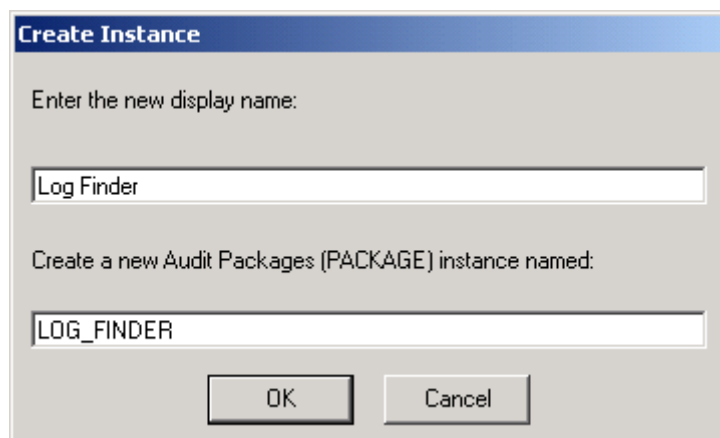 Create Instance
Enter the new display name:
Log Finder
Create a new Audit Packages (PACKAGE) instance named:
LOG_FINDER
OK Cancel